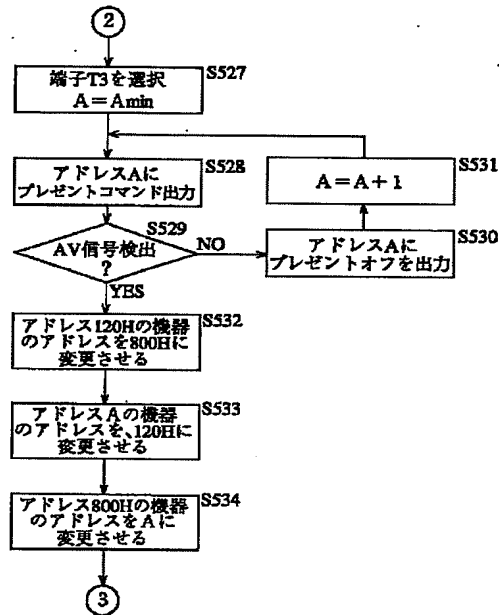 2
端子T3を選択
A=Amin
S527
アドレスAに
プレゼントコマンド出力
S528
A=A+1
S531
AV信号検出
?
S529
NO
YES
アドレスAに
プレゼントオフを出力
S530
アドレス120Hの機器
のアドレスを800Hに
変更させる
S532
アドレスAの機器
のアドレスを、120Hに
変更させる
S533
アドレス800Hの機器
のアドレスをAに
変更させる
S534
3